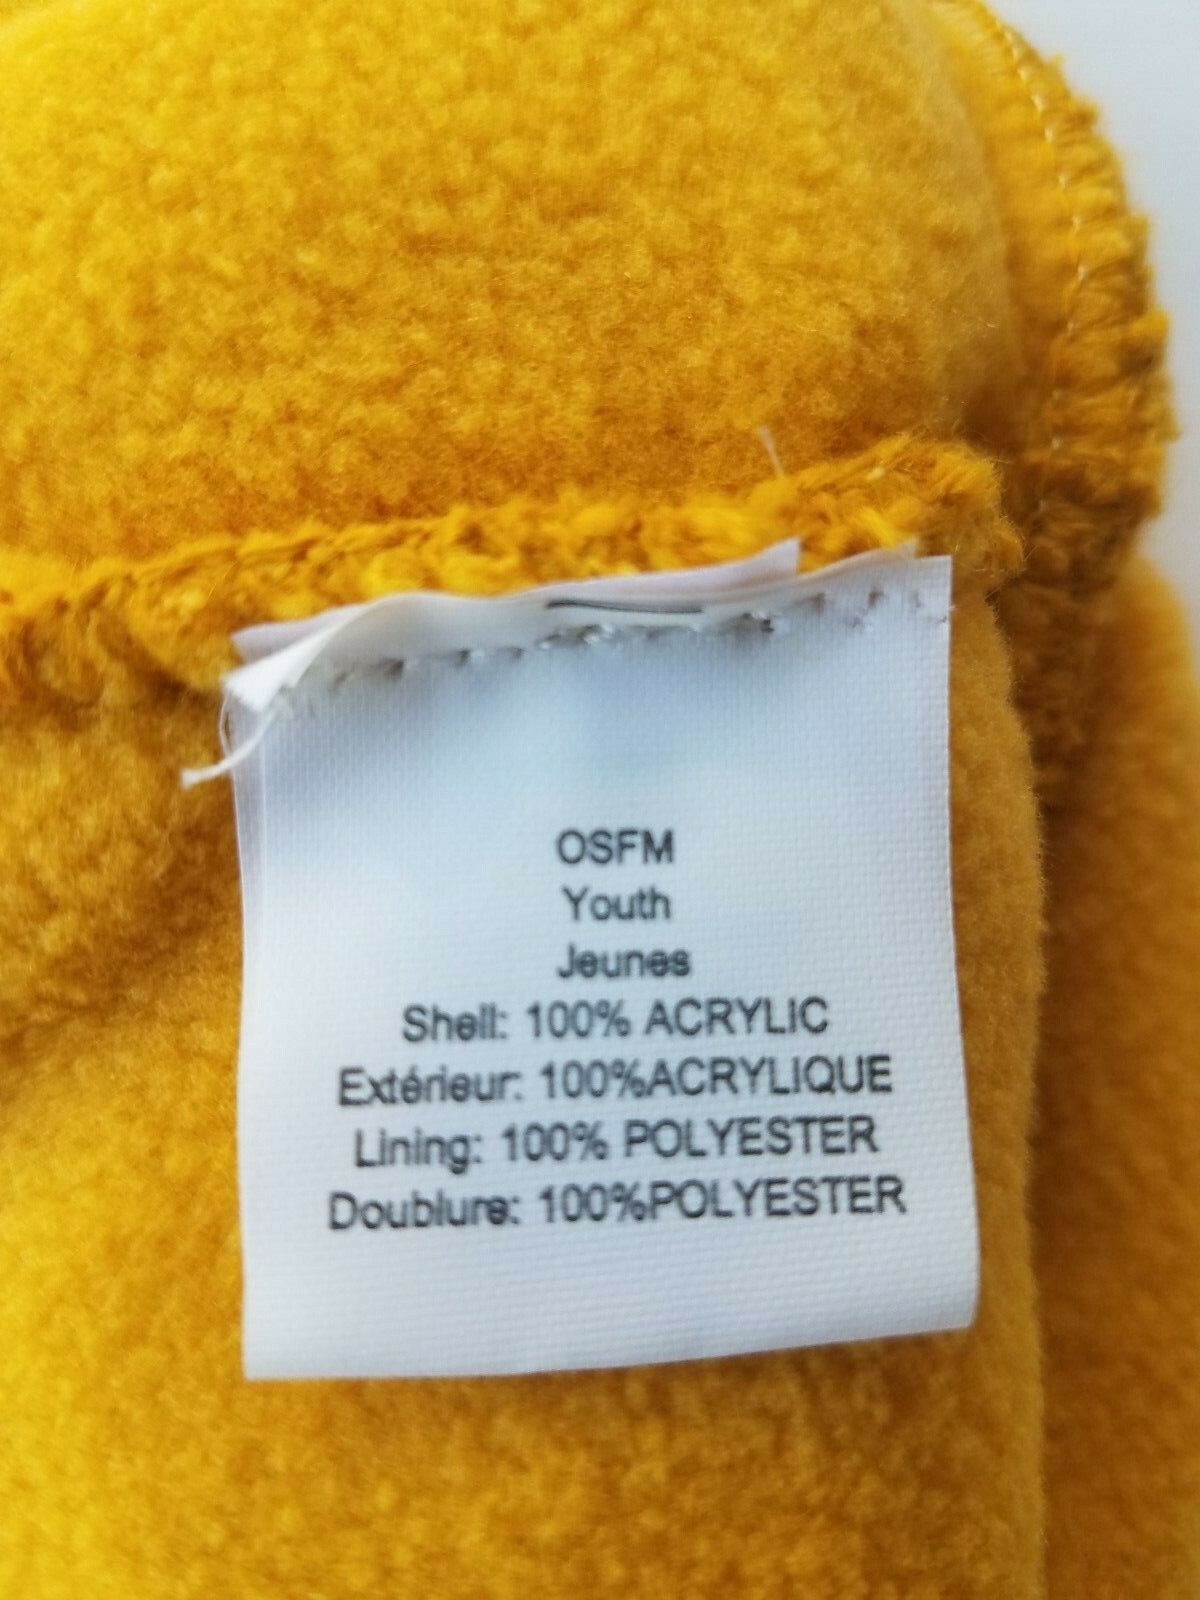 OSFM
Youth
Jeunes
Shell: 100% ACRYLIC
Extérieur: 100%ACRYLIQUE
Lining: 100% POLYESTER
Doublure: 100%POLYESTER